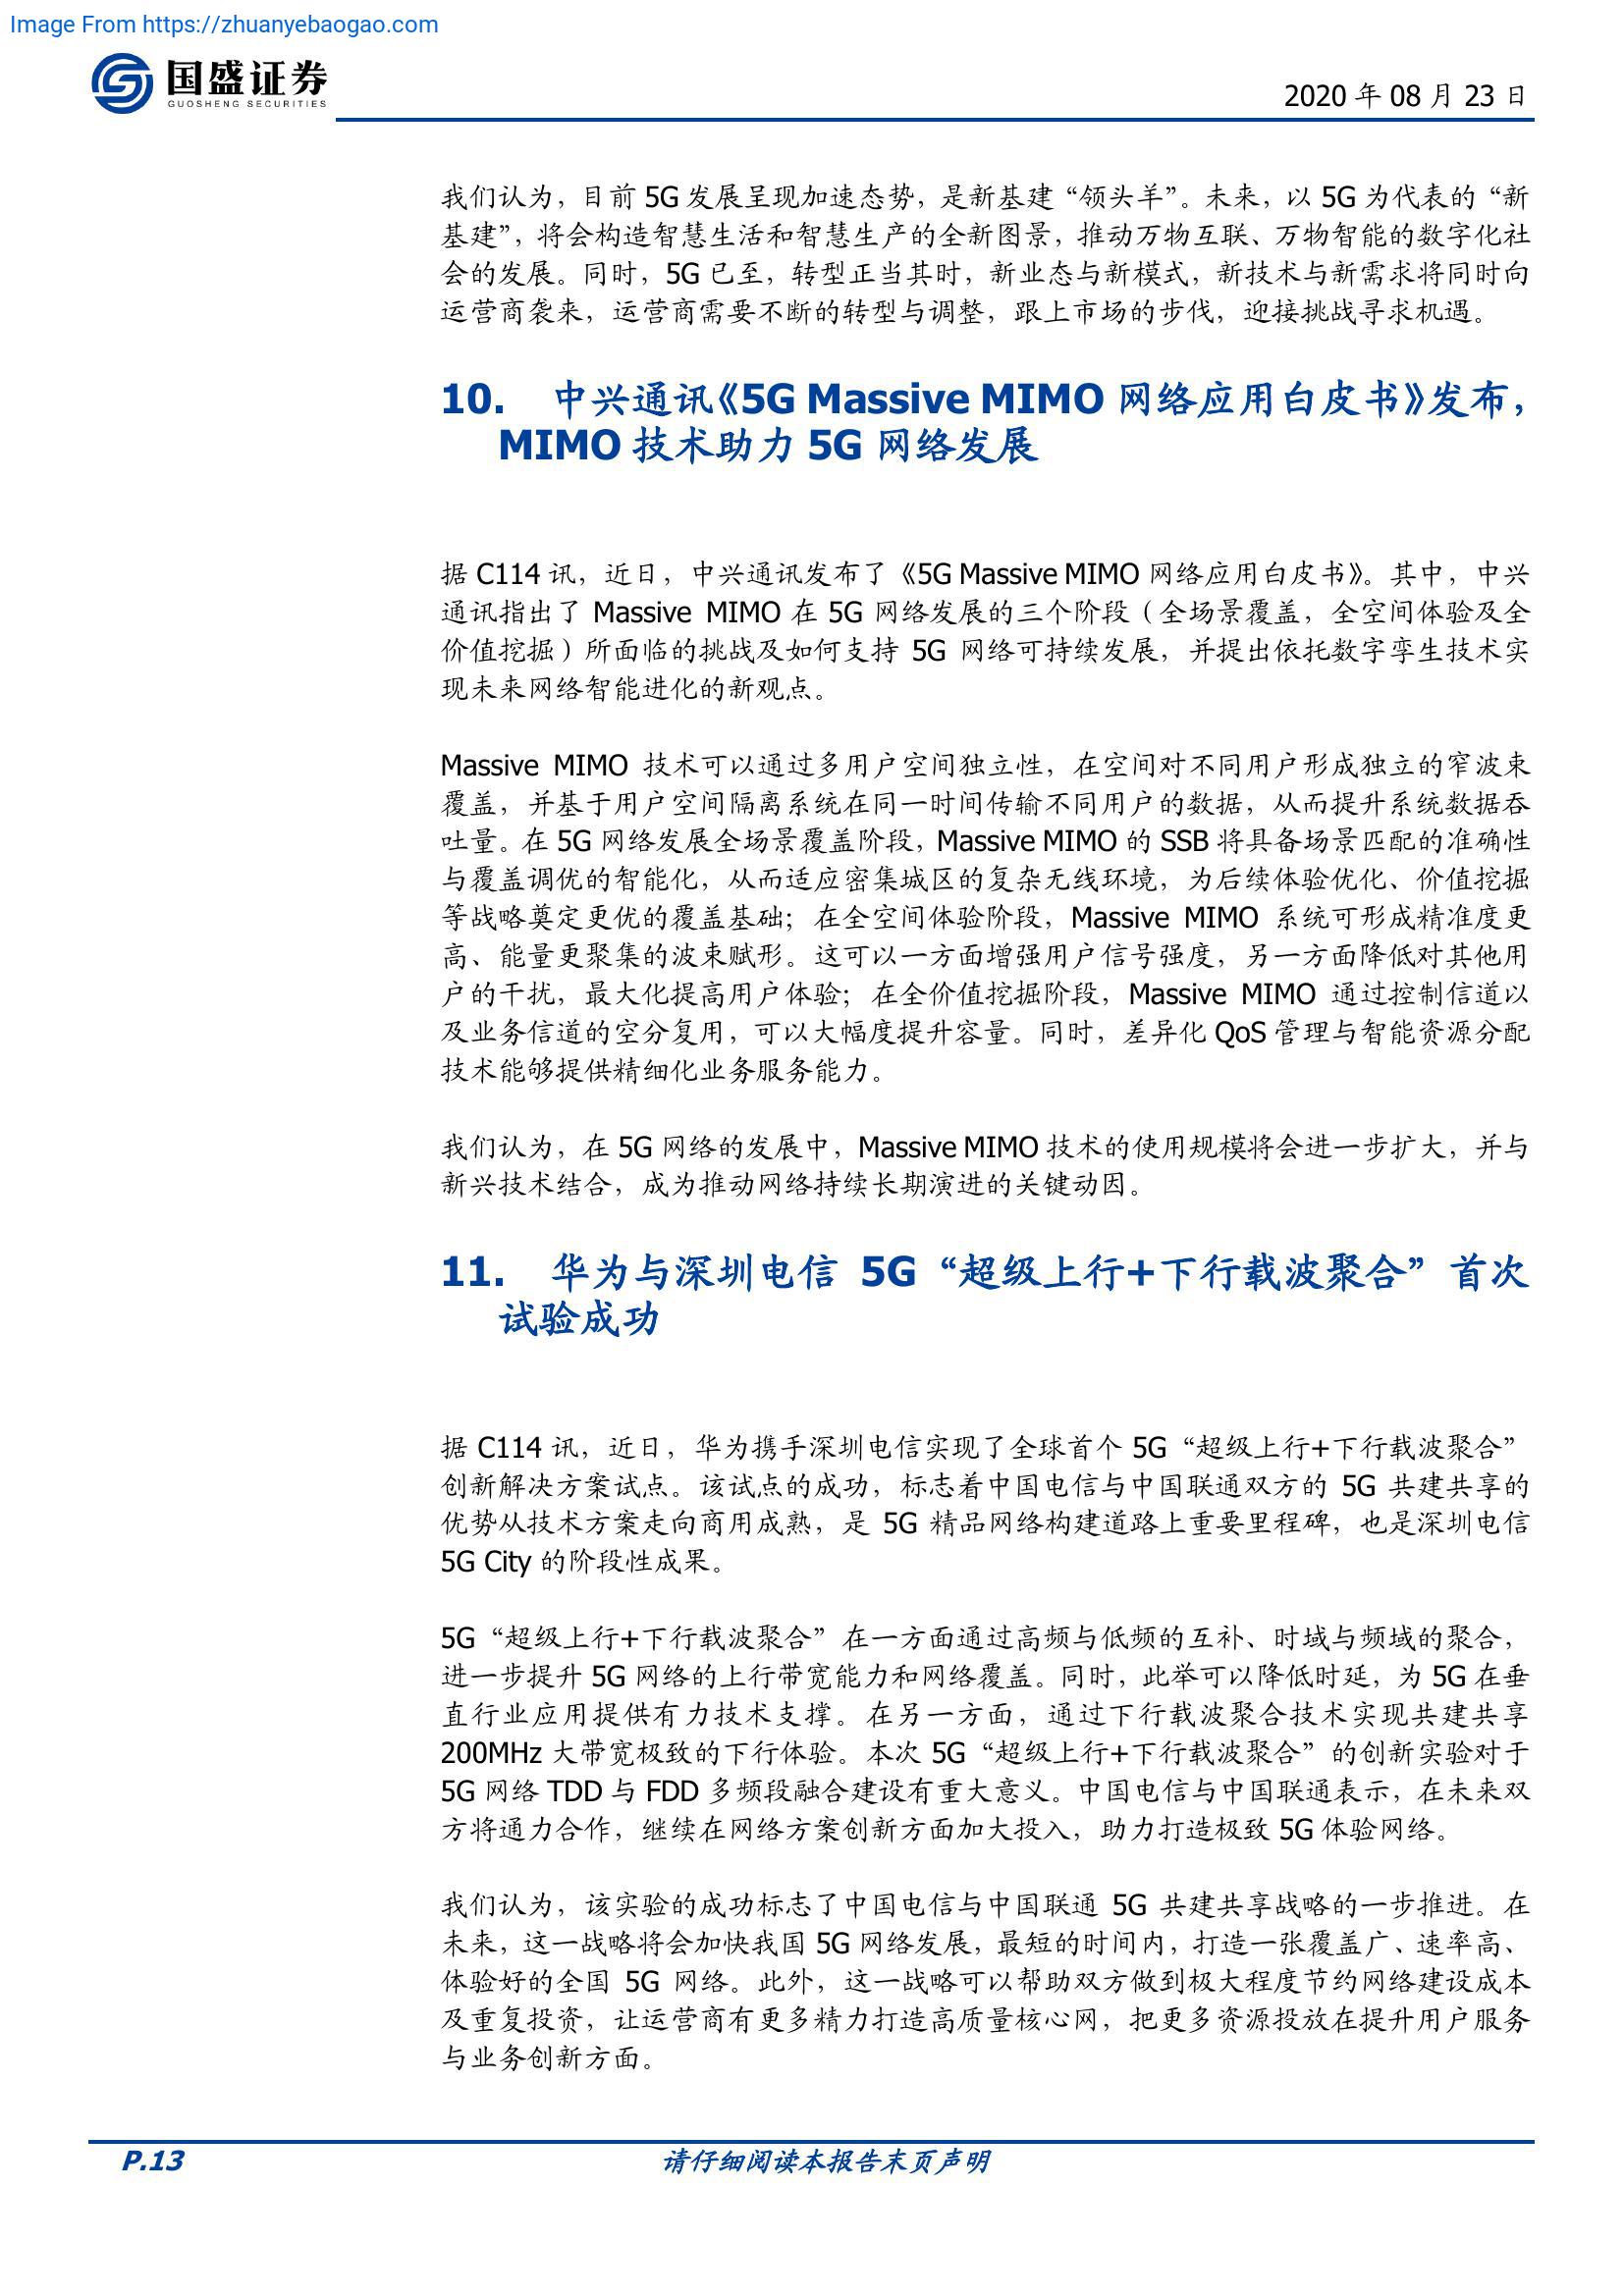 Image From https://zhuanyebaogao.com
国盛证券
GUOSHENG SECURITIES
2020 年 08 月 23 日
我们认为，目前 5G 发展呈现加速态势，是新基建“领头羊”。未来，以 5G 为代表的“新
基建”，将会构造智慧生活和智慧生产的全新图景，推动万物互联、万物智能的数字化社
会的发展。同时，5G 已至，转型正当其时，新业态与新模式，新技术与新需求将同时向
运营商袭来，运营商需要不断的转型与调整，跟上市场的步伐，迎接挑战寻求机遇。
10. 中兴通讯《5G Massive MIMO 网络应用白皮书》发布，
MIMO 技术助力 5G 网络发展
据 C114 讯，近日，中兴通讯发布了《5G Massive MIMO 网络应用白皮书》。其中，中兴
通讯指出了 Massive MIMO 在 5G 网络发展的三个阶段（全场景覆盖，全空间体验及全
价值挖掘）所面临的挑战及如何支持 5G 网络可持续发展，并提出依托数字孪生技术实
现未来网络智能进化的新观点。
Massive MIMO 技术可以通过多用户空间独立性，在空间对不同用户形成独立的窄波束
覆盖，并基于用户空间隔离系统在同一时间传输不同用户的数据，从而提升系统数据吞
吐量。在 5G 网络发展全场景覆盖阶段，Massive MIMO 的 SSB 将具备场景匹配的准确性
与覆盖调优的智能化，从而适应密集城区的复杂无线环境，为后续体验优化、价值挖掘
等战略奠定更优的覆盖基础；在全空间体验阶段，Massive MIMO 系统可形成精准度更
高、能量更聚集的波束赋形。这可以一方面增强用户信号强度，另一方面降低对其他用
户的干扰，最大化提高用户体验；在全价值挖掘阶段，Massive MIMO 通过控制信道以
及业务信道的空分复用，可以大幅度提升容量。同时，差异化 QoS 管理与智能资源分配
技术能够提供精细化业务服务能力。
我们认为，在 5G 网络的发展中，Massive MIMO 技术的使用规模将会进一步扩大，并与
新兴技术结合，成为推动网络持续长期演进的关键动因。
11. 华为与深圳电信 5G“超级上行+下行载波聚合”首次
试验成功
据 C114 讯，近日，华为携手深圳电信实现了全球首个 5G“超级上行+下行载波聚合”
创新解决方案试点。该试点的成功，标志着中国电信与中国联通双方的 5G 共建共享的
优势从技术方案走向商用成熟，是 5G 精品网络构建道路上重要里程碑，也是深圳电信
5G City 的阶段性成果。
5G“超级上行+下行载波聚合”在一方面通过高频与低频的互补、时域与频域的聚合，
进一步提升 5G 网络的上行带宽能力和网络覆盖。同时，此举可以降低时延，为 5G 在垂
直行业应用提供有力技术支撑。在另一方面，通过下行载波聚合技术实现共建共享
200MHz 大带宽极致的下行体验。本次 5G“超级上行+下行载波聚合”的创新实验对于
5G 网络 TDD 与 FDD 多频段融合建设有重大意义。中国电信与中国联通表示，在未来双
方将通力合作，继续在网络方案创新方面加大投入，助力打造极致 5G 体验网络。
我们认为，该实验的成功标志了中国电信与中国联通 5G 共建共享战略的一步推进。在
未来，这一战略将会加快我国 5G 网络发展，最短的时间内，打造一张覆盖广、速率高、
体验好的全国 5G 网络。此外，这一战略可以帮助双方做到极大程度节约网络建设成本
及重复投资，让运营商有更多精力打造高质量核心网，把更多资源投放在提升用户服务
与业务创新方面。
P.13
请仔细阅读本报告末页声明